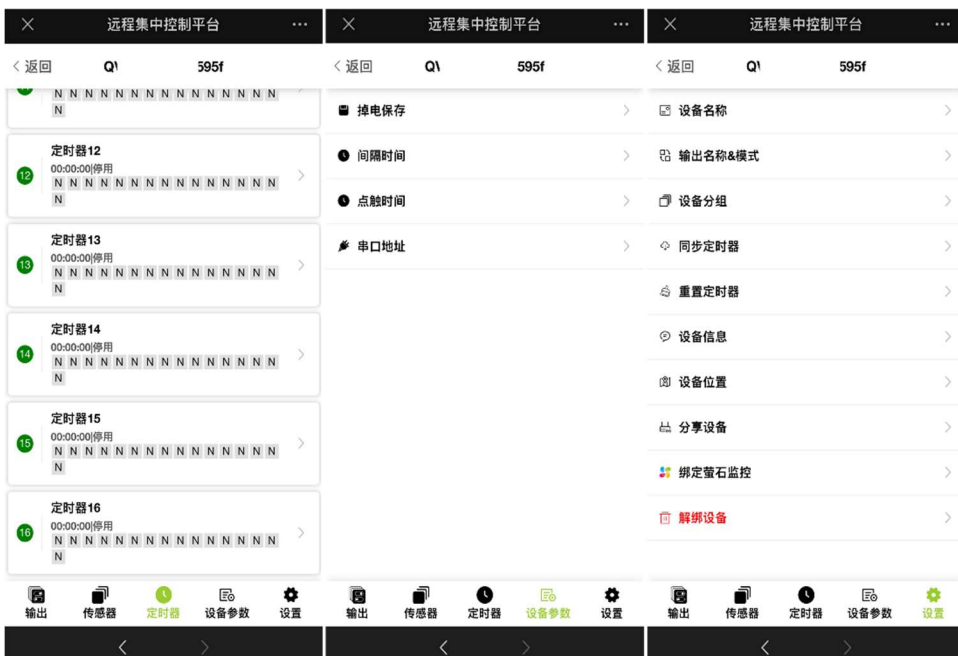 远程集中控制平台
返回
Q\
595f
N N N N N N N N N N N N N N N
N
定时器12
12
00:00:00|停用
N N N N N N N N N N N N N N N
N
定时器13
13
00:00:00|停用
N N N N N N N N N N N N N N N
N
定时器14
14
00:00:00|停用
N N N N N N N N N N N N N N N
N
定时器15
15
00:00:00|停用
N N N N N N N N N N N N N N N
N
定时器16
16
00:00:00|停用
N N N N N N N N N N N N N N N
N
输出 传感器 定时器 设备参数 设置
远程集中控制平台
返回
Q\
595f
掉电保存
间隔时间
点触时间
串口地址
输出 传感器 定时器 设备参数 设置
远程集中控制平台
返回
Q
595f
设备名称
输出名称&模式
设备分组
同步定时器
重置定时器
设备信息
设备位置
分享设备
绑定萤石监控
解绑设备
输出 传感器 定时器 设备参数 设置